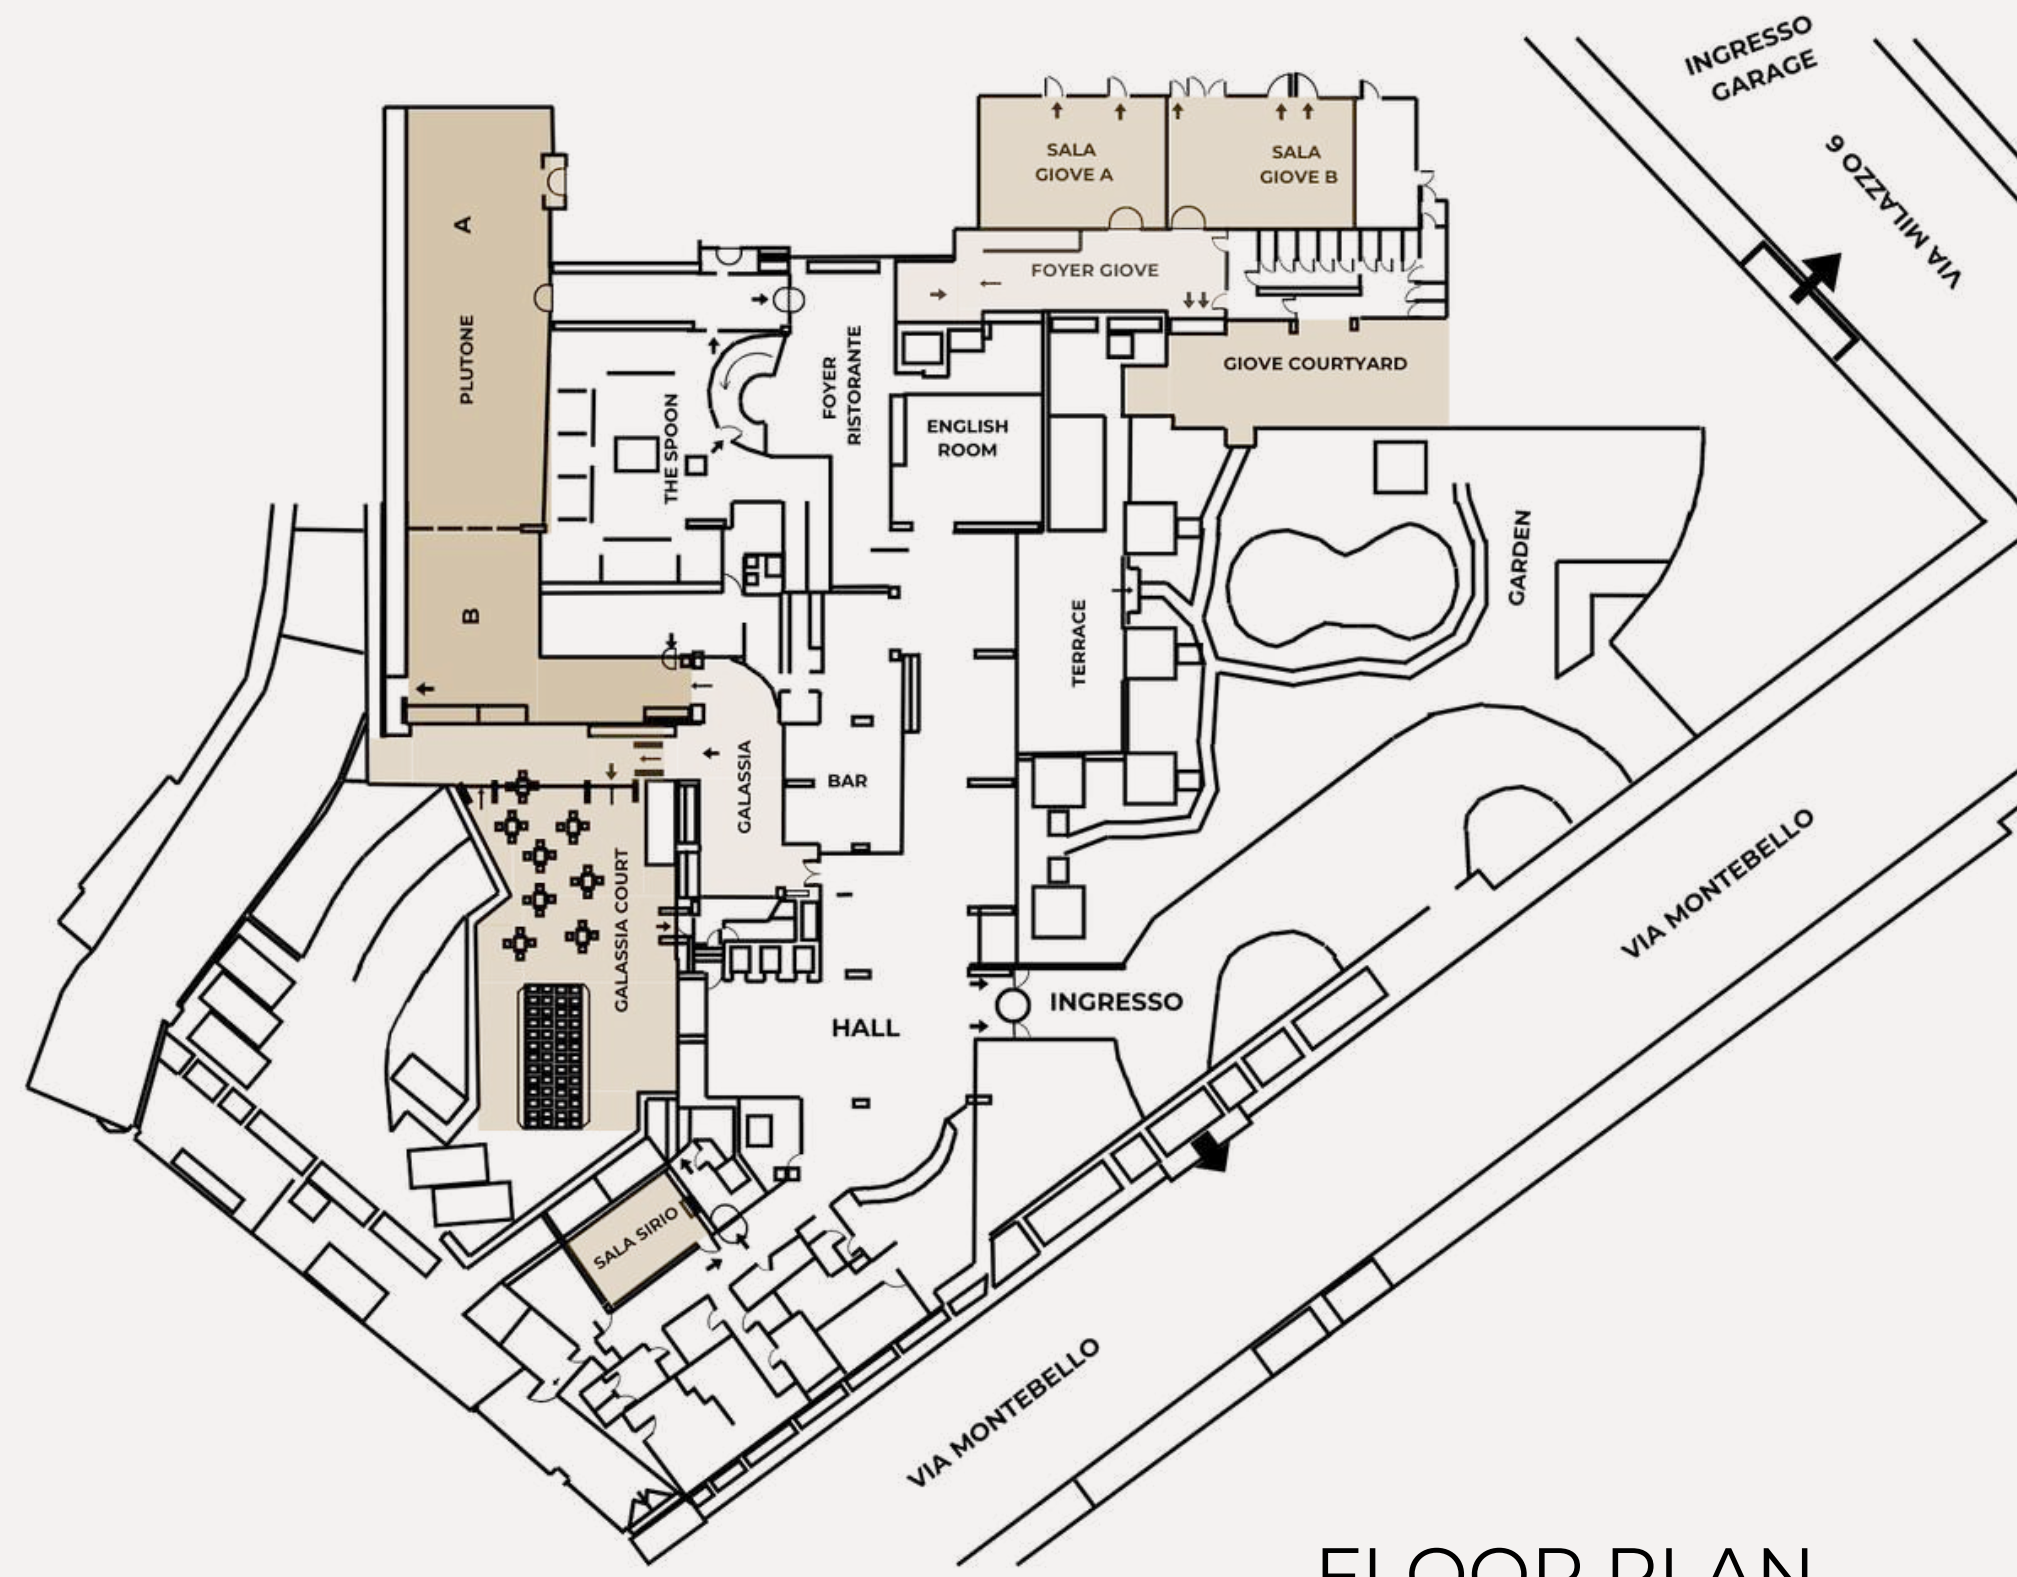 INGRESSO
GARAGE
VIA MILAZZO 6
SALA
GIOVE A
SALA
GIOVE B
A
PLUTONE
FOYER GIOVE
FOYER
RISTORANTE
GIOVE COURTYARD
THE SPOON
ENGLISH
ROOM
GARDEN
B
TERRACE
GALASSIA
BAR
GALASSIA COURT
VIA MONTEBELLO
INGRESSO
HALL
SALA SIRIO
VIA MONTEBELLO
FLOOR PLAN